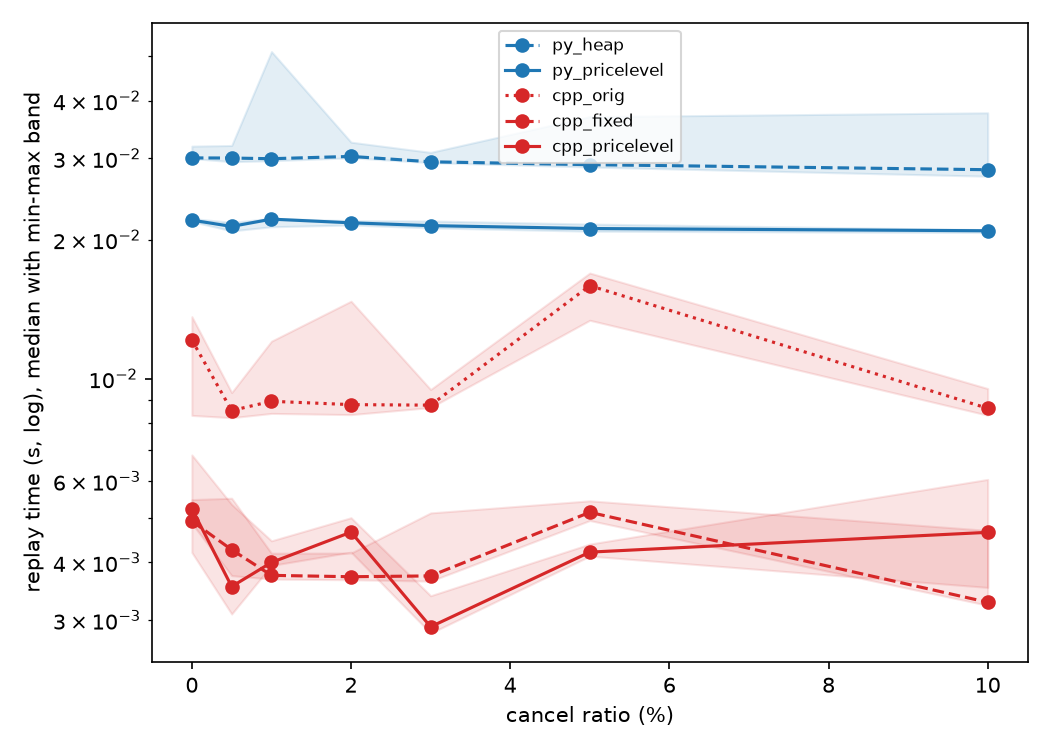 py_heap
py_pricelevel
cpp_orig
cpp_fixed
cpp_pricelevel
replay time (s, log), median with min-max band
4 × 10⁻²
3 × 10⁻²
2 × 10⁻²
10⁻²
6 × 10⁻³
4 × 10⁻³
3 × 10⁻³
0 2 4 6 8 10
cancel ratio (%)